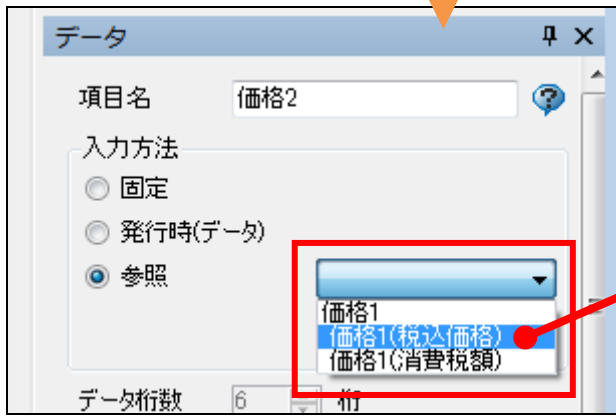 データ
項目名 価格2
入力方法
固定
発行時(データ)
参照
価格1
価格1(税込価格)
価格1(消費税額)
データ桁数 6 桁